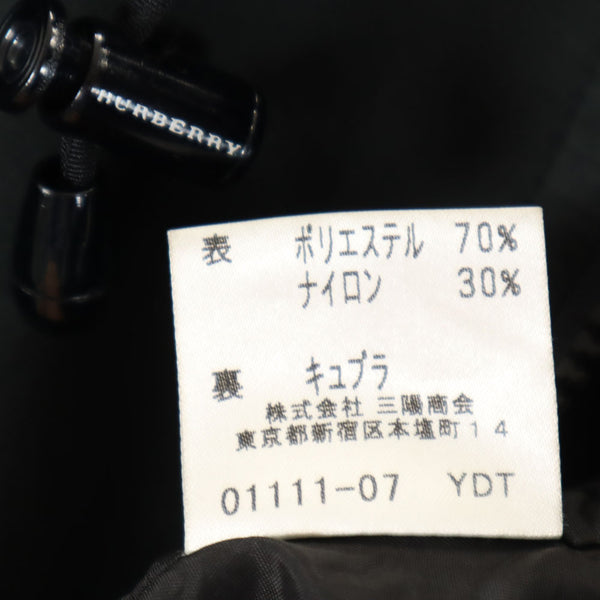 BURBERRY
表 ポリエステル 70%
ナイロン 30%
裏 キュプラ
株式会社 三陽商会
東京都新宿区本塩町14
01111-07 YDT